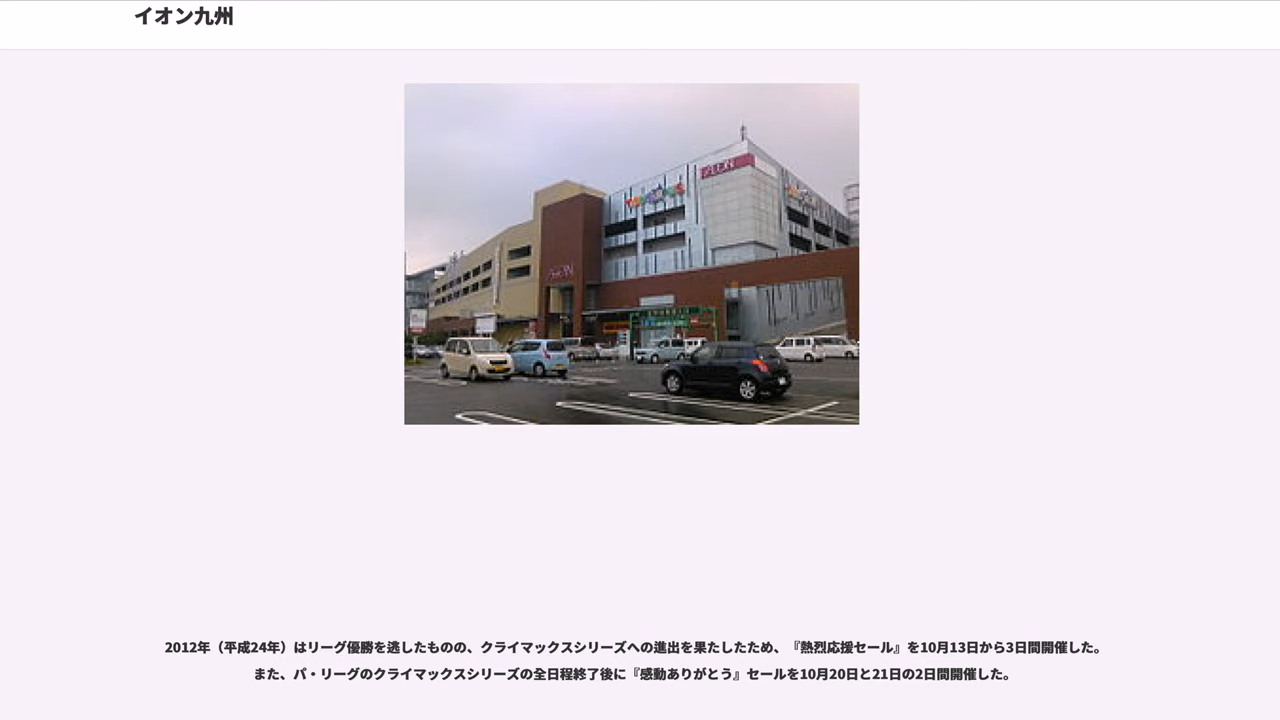 イオン九州
AEON
2012年（平成24年）はリーグ優勝を逃したものの、クライマックスシリーズへの進出を果たしたため、『熱烈応援セール』を10月13日から3日間開催した。
また、パ・リーグのクライマックスシリーズの全日程終了後に『感動ありがとう』セールを10月20日と21日の2日間開催した。